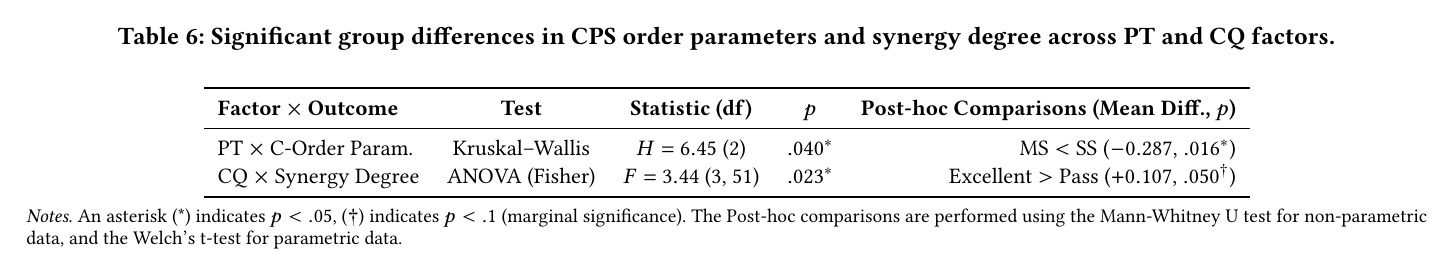 Table 6: Significant group differences in CPS order parameters and synergy degree across PT and CQ factors.
Factor × Outcome Test Statistic (df) p Post-hoc Comparisons (Mean Diff., p)
PT × C-Order Param. Kruskal–Wallis H = 6.45 (2) .040* MS < SS (−0.287, .016*)
CQ × Synergy Degree ANOVA (Fisher) F = 3.44 (3, 51) .023* Excellent > Pass (+0.107, .050†)
Notes. An asterisk (*) indicates p < .05, (†) indicates p < .1 (marginal significance). The Post-hoc comparisons are performed using the Mann-Whitney U test for non-parametric
data, and the Welch's t-test for parametric data.